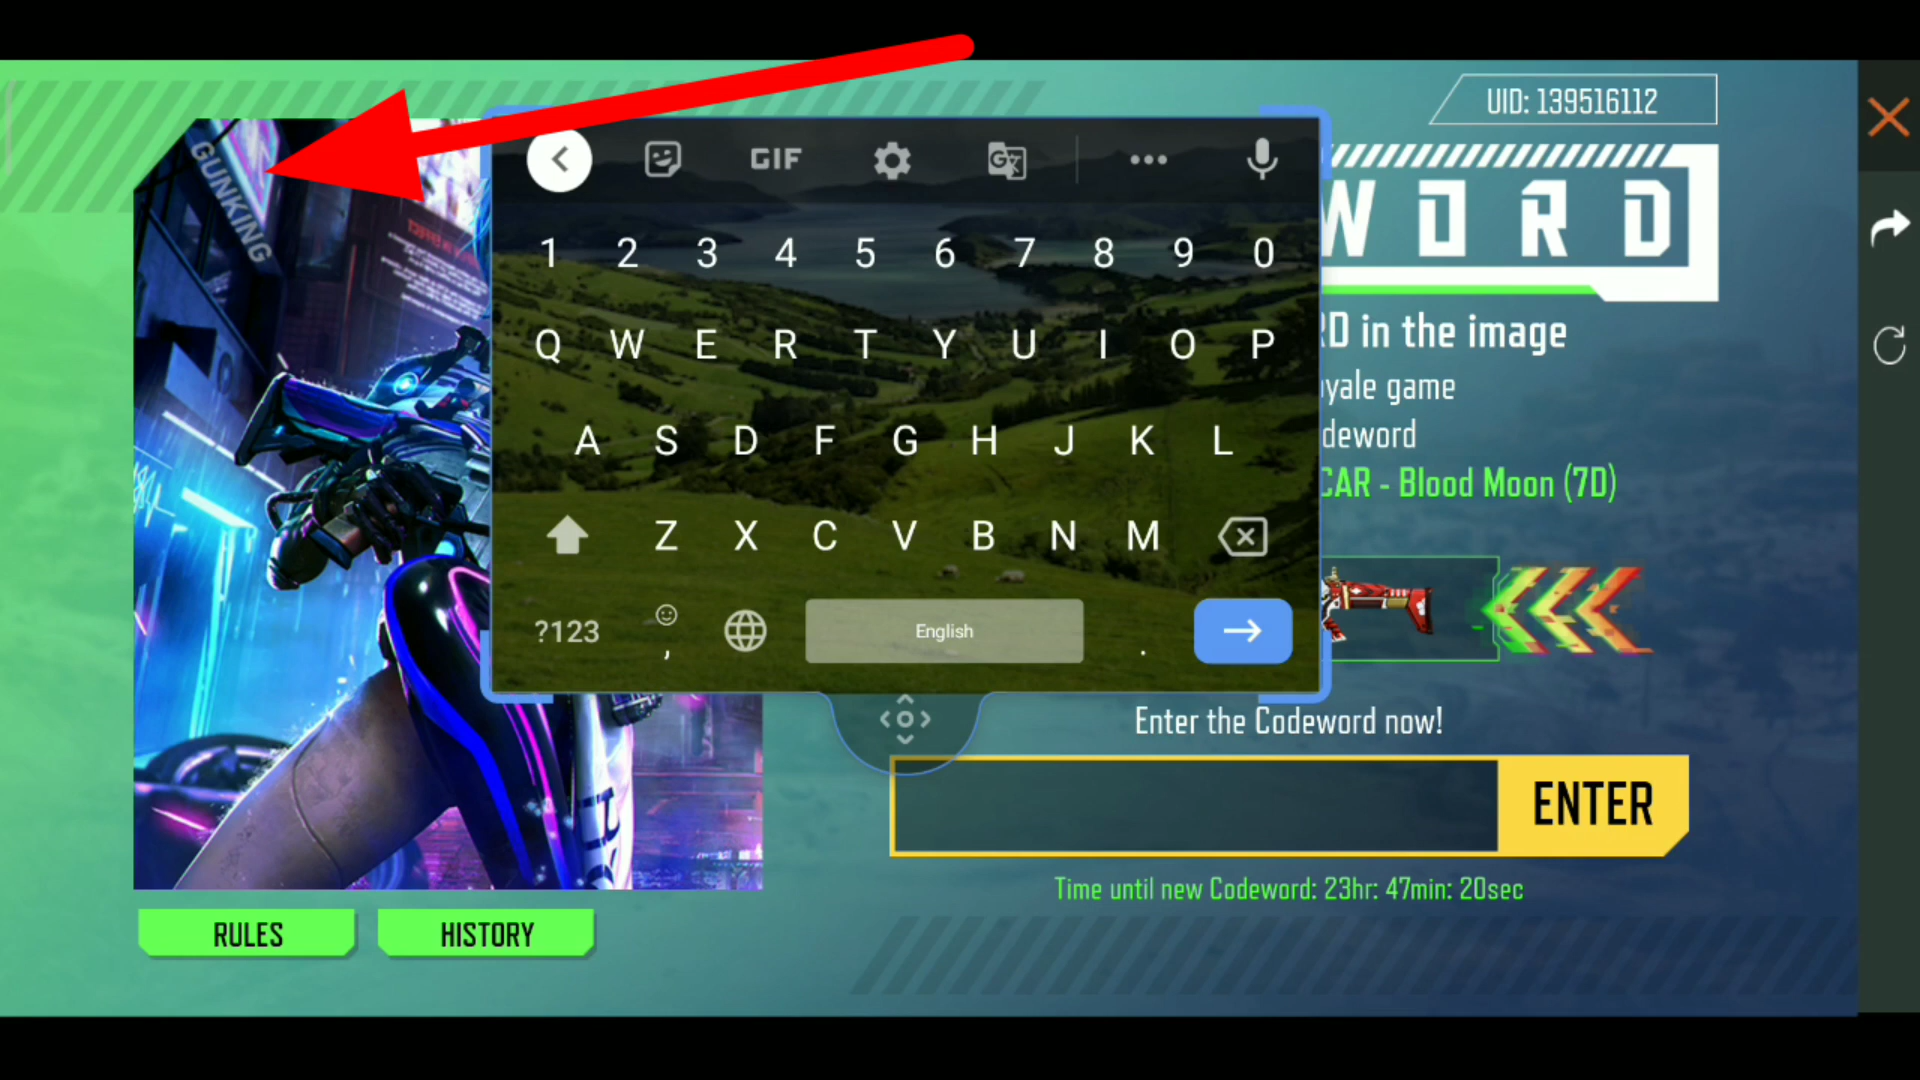 UID: 139516112
GUNKING
WORD
RD in the image
yale game
deword
CAR - Blood Moon (7D)
GIF
1 2 3 4 5 6 7 8 9 0
Q W E R T Y U I O P
A S D F G H J K L
Z X C V B N M
?123 , English .
Enter the Codeword now!
ENTER
Time until new Codeword: 23hr: 47min: 20sec
RULES
HISTORY